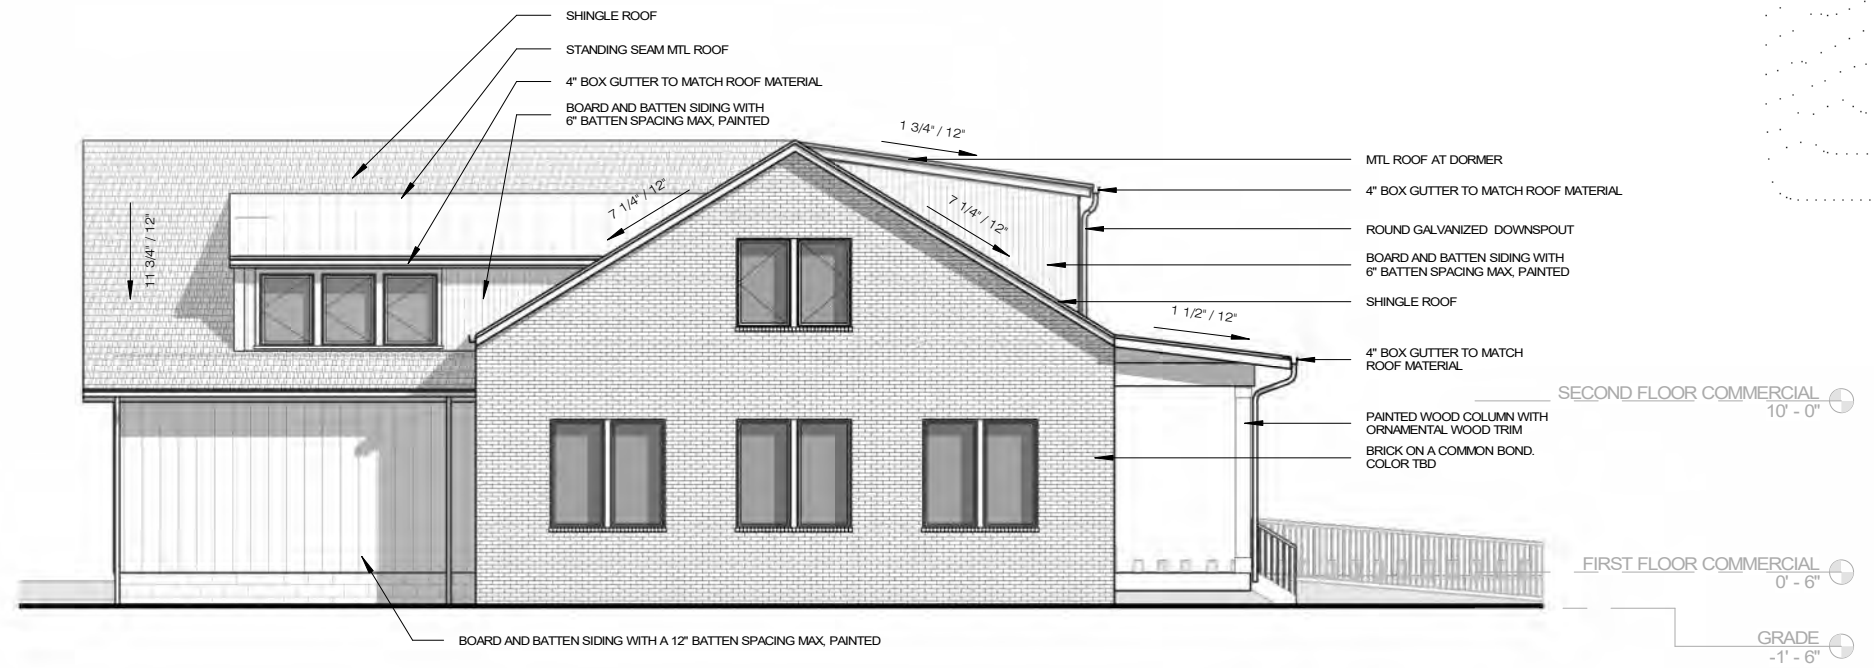 SHINGLE ROOF
STANDING SEAM MTL ROOF
4" BOX GUTTER TO MATCH ROOF MATERIAL
BOARD AND BATTEN SIDING WITH
6" BATTEN SPACING MAX, PAINTED
1 3/4" / 12"
7 1/4" / 12"
7 1/4" / 12"
11 3/4" / 12"
1 1/2" / 12"
MTL ROOF AT DORMER
4" BOX GUTTER TO MATCH ROOF MATERIAL
ROUND GALVANIZED DOWNSPOUT
BOARD AND BATTEN SIDING WITH
6" BATTEN SPACING MAX, PAINTED
SHINGLE ROOF
4" BOX GUTTER TO MATCH
ROOF MATERIAL
PAINTED WOOD COLUMN WITH
ORNAMENTAL WOOD TRIM
BRICK ON A COMMON BOND.
COLOR TBD
SECOND FLOOR COMMERCIAL
10' - 0"
FIRST FLOOR COMMERCIAL
0' - 6"
GRADE
-1' - 6"
BOARD AND BATTEN SIDING WITH A 12" BATTEN SPACING MAX, PAINTED